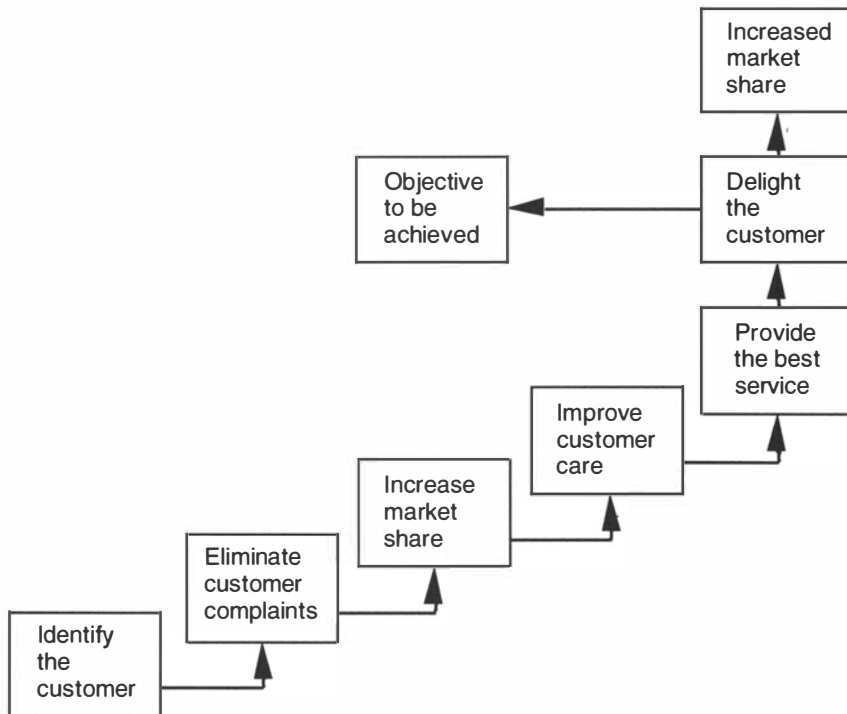 Increased
market
share
Objective
to be
achieved
Delight
the
customer
Provide
the best
service
Improve
customer
care
Increase
market
share
Eliminate
customer
complaints
Identify
the
customer